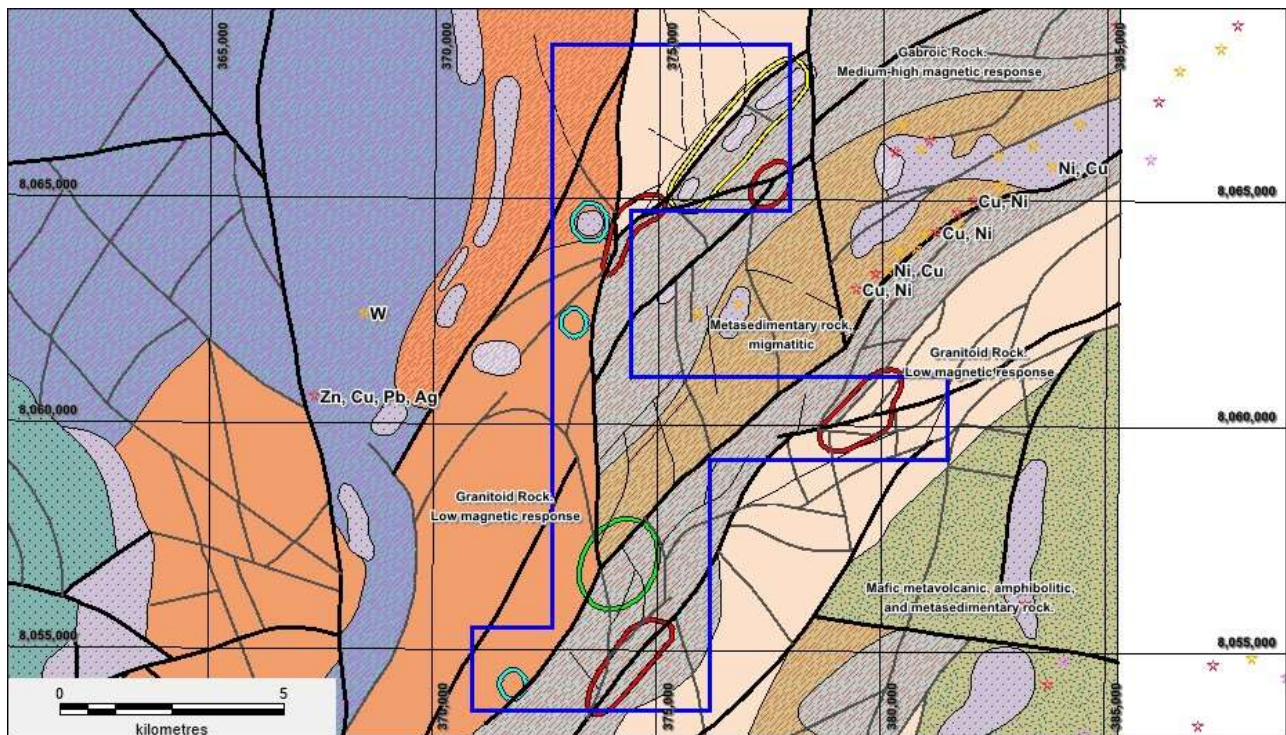 365,000
370,000
375,000
385,000
Gabroic Rock.
Medium-high magnetic response
8,065,000
8,065,000
Ni, Cu
Cu, Ni
Cu, Ni
Ni, Cu
Cu, Ni
W
Metasedimentary rock,
migmatitic
Granitoid Rock.
Low magnetic response
Zn, Cu, Pb, Ag
8,060,000
8,060,000
Granitoid Rock.
Low magnetic response
Mafic metavolcanic, amphibolitic,
and metasedimentary rock.
8,055,000
8,055,000
0 5
kilometres
370,000
375,000
380,000
385,000